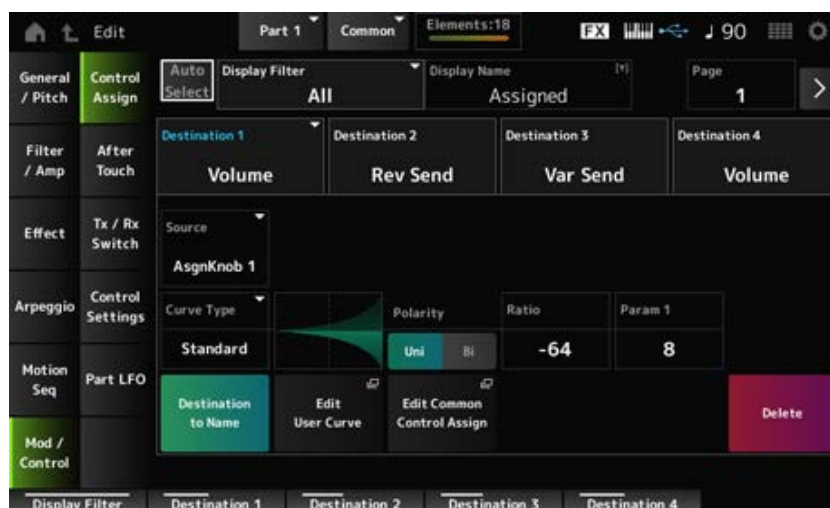 Edit
Part 1
Common
Elements:18
FX
90
General / Pitch
Control Assign
Auto Select
Display Filter
All
Display Name
Assigned
Page
1
Filter / Amp
After Touch
Destination 1
Volume
Destination 2
Rev Send
Destination 3
Var Send
Destination 4
Volume
Effect
Tx / Rx Switch
Source
AsgnKnob 1
Arpeggio
Control Settings
Curve Type
Standard
Polarity
Uni
Bi
Ratio
-64
Param 1
8
Motion Seq
Part LFO
Destination to Name
Edit User Curve
Edit Common Control Assign
Delete
Mod / Control
Display Filter
Destination 1
Destination 2
Destination 3
Destination 4